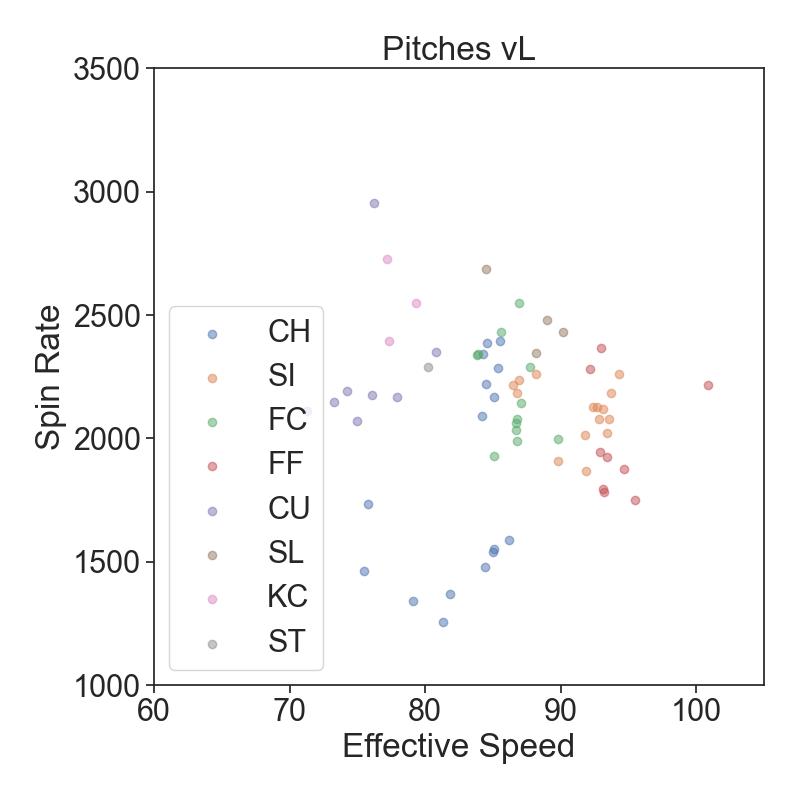 Pitches vL
3500
3000
2500
2000
1500
1000
Spin Rate
CH
SI
FC
FF
CU
SL
KC
ST
60 70 80 90 100
Effective Speed